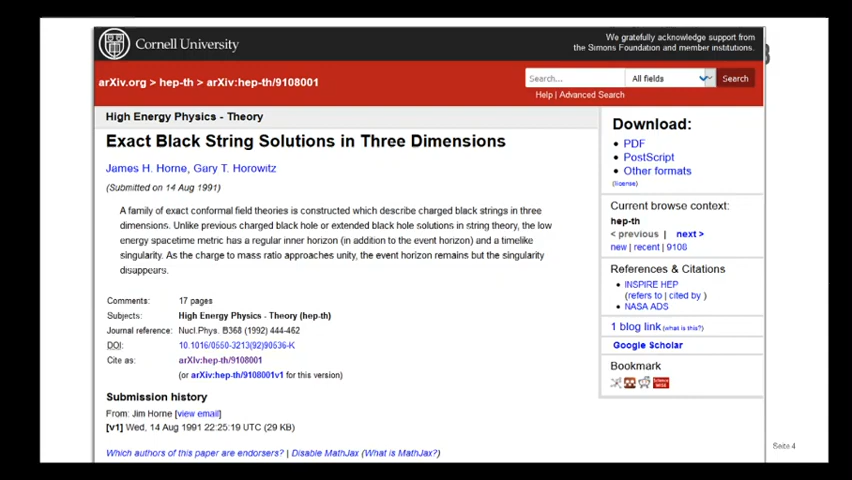 Cornell University
We gratefully acknowledge support from
the Simons Foundation and member institutions.
arXiv.org > hep-th > arXiv:hep-th/9108001
Search...
All fields
Search
Help | Advanced Search
High Energy Physics - Theory
Exact Black String Solutions in Three Dimensions
James H. Horne, Gary T. Horowitz
(Submitted on 14 Aug 1991)
A family of exact conformal field theories is constructed which describe charged black strings in three
dimensions. Unlike previous charged black hole or extended black hole solutions in string theory, the low
energy spacetime metric has a regular inner horizon (in addition to the event horizon) and a timelike
singularity. As the charge to mass ratio approaches unity, the event horizon remains but the singularity
disappears.
Comments: 17 pages
Subjects: High Energy Physics - Theory (hep-th)
Journal reference: Nucl.Phys. B368 (1992) 444-462
DOI: 10.1016/0550-3213(92)90536-K
Cite as: arXiv:hep-th/9108001
(or arXiv:hep-th/9108001v1 for this version)
Submission history
From: Jim Horne [view email]
[v1] Wed, 14 Aug 1991 22:25:19 UTC (29 KB)
Which authors of this paper are endorsers? | Disable MathJax (What is MathJax?)
Download:
PDF
PostScript
Other formats
(license)
Current browse context:
hep-th
< previous | next >
new | recent | 9108
References & Citations
INSPIRE HEP
(refers to | cited by )
NASA ADS
1 blog link (what is this?)
Google Scholar
Bookmark
Seite 4